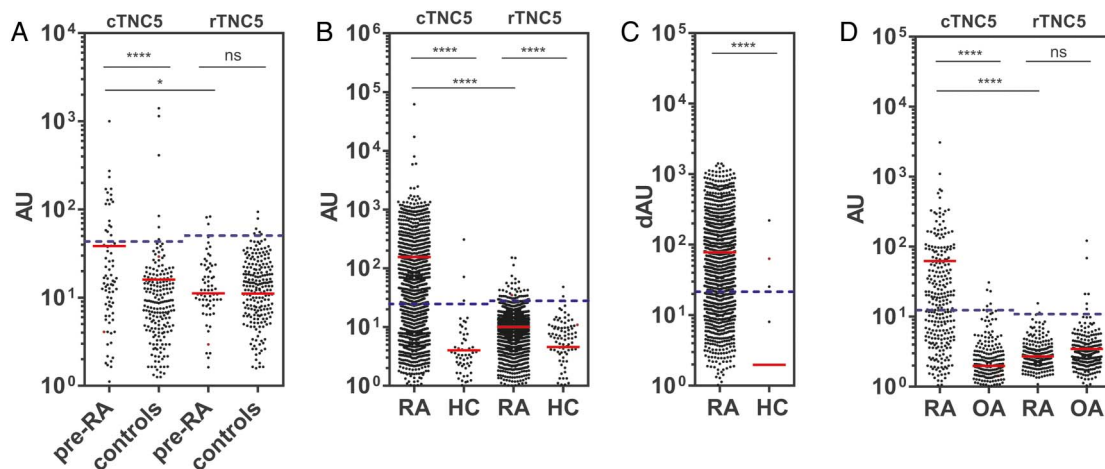 A
cTNC5 rTNC5
**** ns
*
AU
10⁴
10³
10²
10¹
10⁰
pre-RA controls pre-RA controls
B
cTNC5 rTNC5
**** ****
****
AU
10⁶
10⁵
10⁴
10³
10²
10¹
10⁰
RA HC RA HC
C
****
dAU
10⁵
10⁴
10³
10²
10¹
10⁰
RA HC
D
cTNC5 rTNC5
**** ns
****
AU
10⁵
10⁴
10³
10²
10¹
10⁰
RA OA RA OA